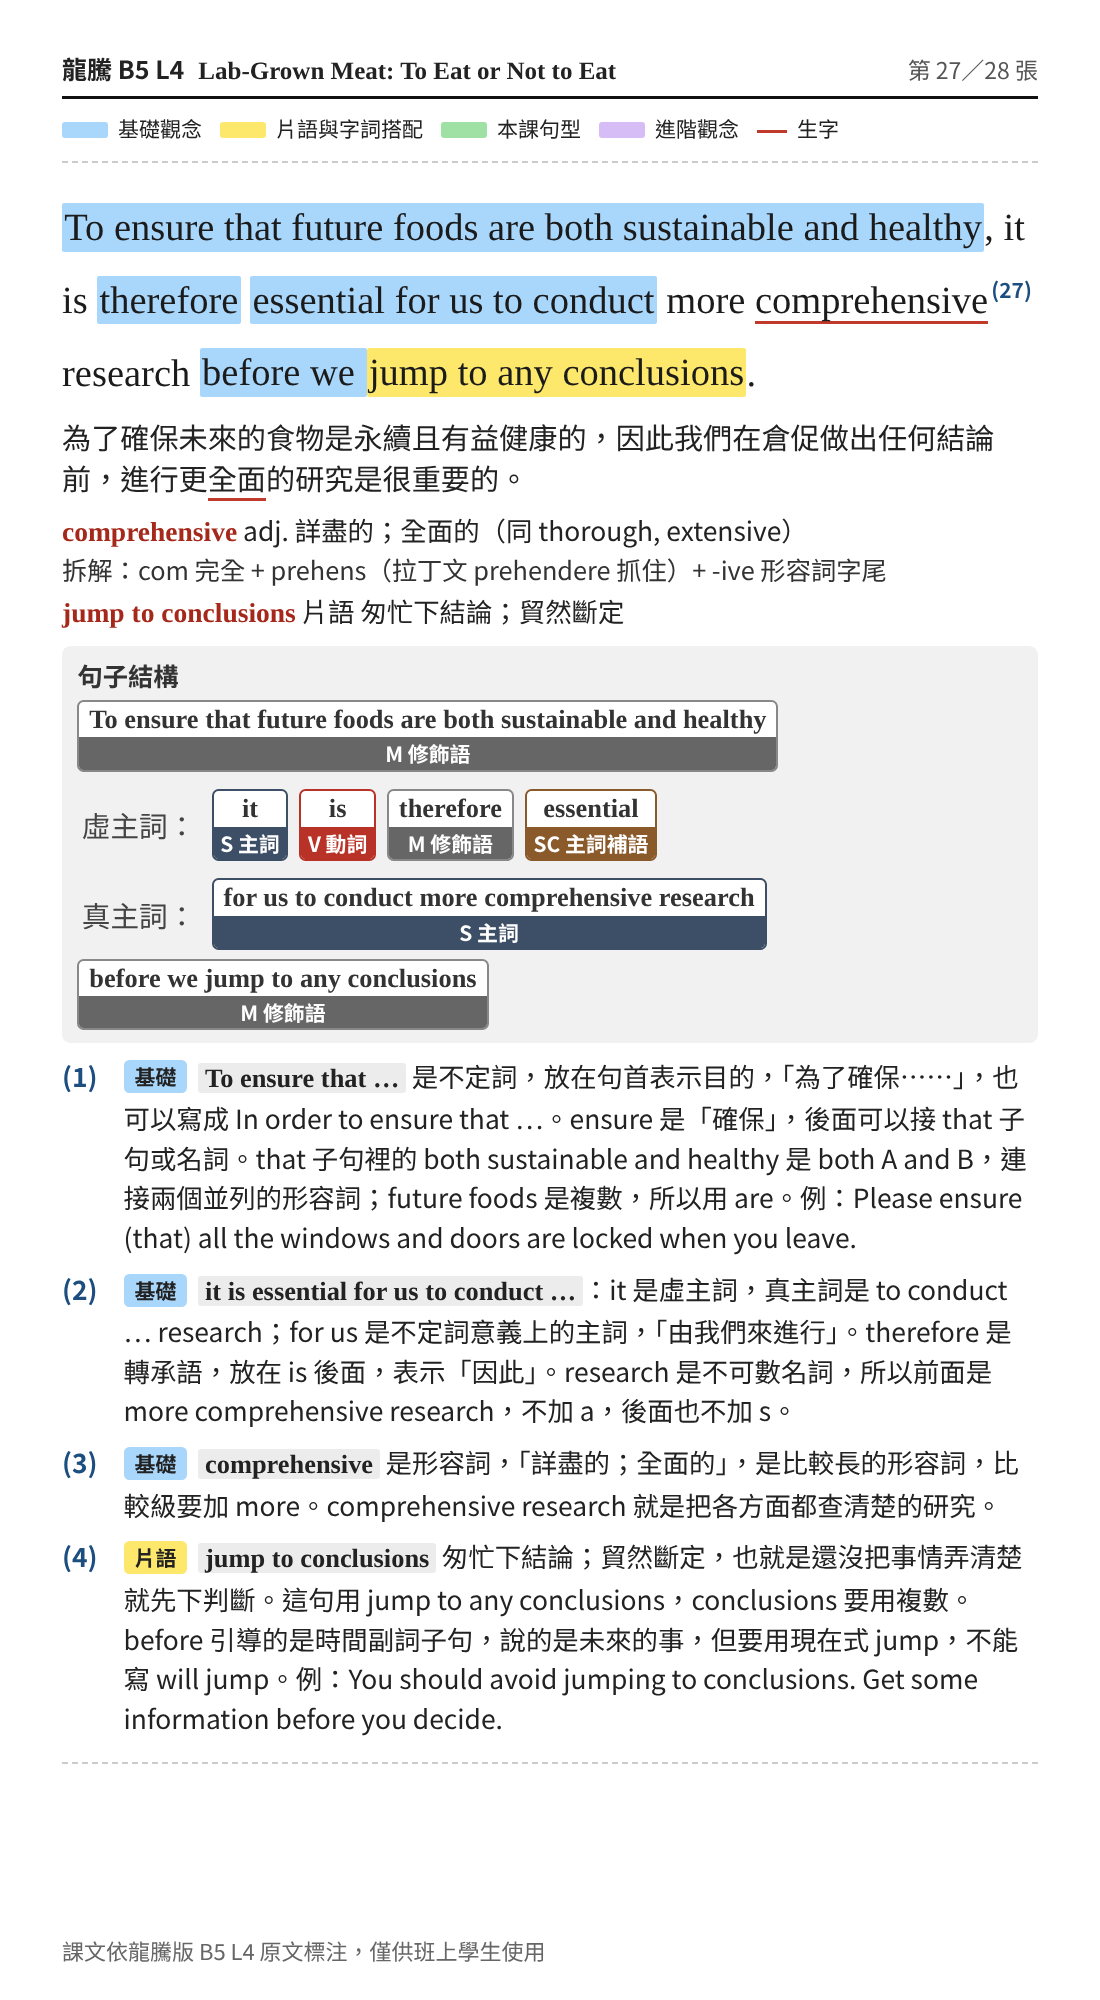 龍騰 B5 L4 Lab-Grown Meat: To Eat or Not to Eat 第 27／28 張
基礎觀念 片語與字詞搭配 本課句型 進階觀念 生字
To ensure that future foods are both sustainable and healthy, it
is therefore essential for us to conduct more comprehensive(27)
research before we jump to any conclusions.
為了確保未來的食物是永續且有益健康的，因此我們在倉促做出任何結論
前，進行更全面的研究是很重要的。
comprehensive adj. 詳盡的；全面的（同 thorough, extensive）
拆解：com 完全 + prehens（拉丁文 prehendere 抓住）+ -ive 形容詞字尾
jump to conclusions 片語 匆忙下結論；貿然斷定
句子結構
To ensure that future foods are both sustainable and healthy
M 修飾語
虛主詞： it is therefore essential
S 主詞 V 動詞 M 修飾語 SC 主詞補語
真主詞： for us to conduct more comprehensive research
S 主詞
before we jump to any conclusions
M 修飾語
(1) 基礎 To ensure that … 是不定詞，放在句首表示目的，「為了確保……」，也
可以寫成 In order to ensure that …。ensure 是「確保」，後面可以接 that 子
句或名詞。that 子句裡的 both sustainable and healthy 是 both A and B，連
接兩個並列的形容詞；future foods 是複數，所以用 are。例：Please ensure
(that) all the windows and doors are locked when you leave.
(2) 基礎 it is essential for us to conduct …：it 是虛主詞，真主詞是 to conduct
… research；for us 是不定詞意義上的主詞，「由我們來進行」。therefore 是
轉承語，放在 is 後面，表示「因此」。research 是不可數名詞，所以前面是
more comprehensive research，不加 a，後面也不加 s。
(3) 基礎 comprehensive 是形容詞，「詳盡的；全面的」，是比較長的形容詞，比
較級要加 more。comprehensive research 就是把各方面都查清楚的研究。
(4) 片語 jump to conclusions 匆忙下結論；貿然斷定，也就是還沒把事情弄清楚
就先下判斷。這句用 jump to any conclusions，conclusions 要用複數。
before 引導的是時間副詞子句，說的是未來的事，但要用現在式 jump，不能
寫 will jump。例：You should avoid jumping to conclusions. Get some
information before you decide.
課文依龍騰版 B5 L4 原文標注，僅供班上學生使用